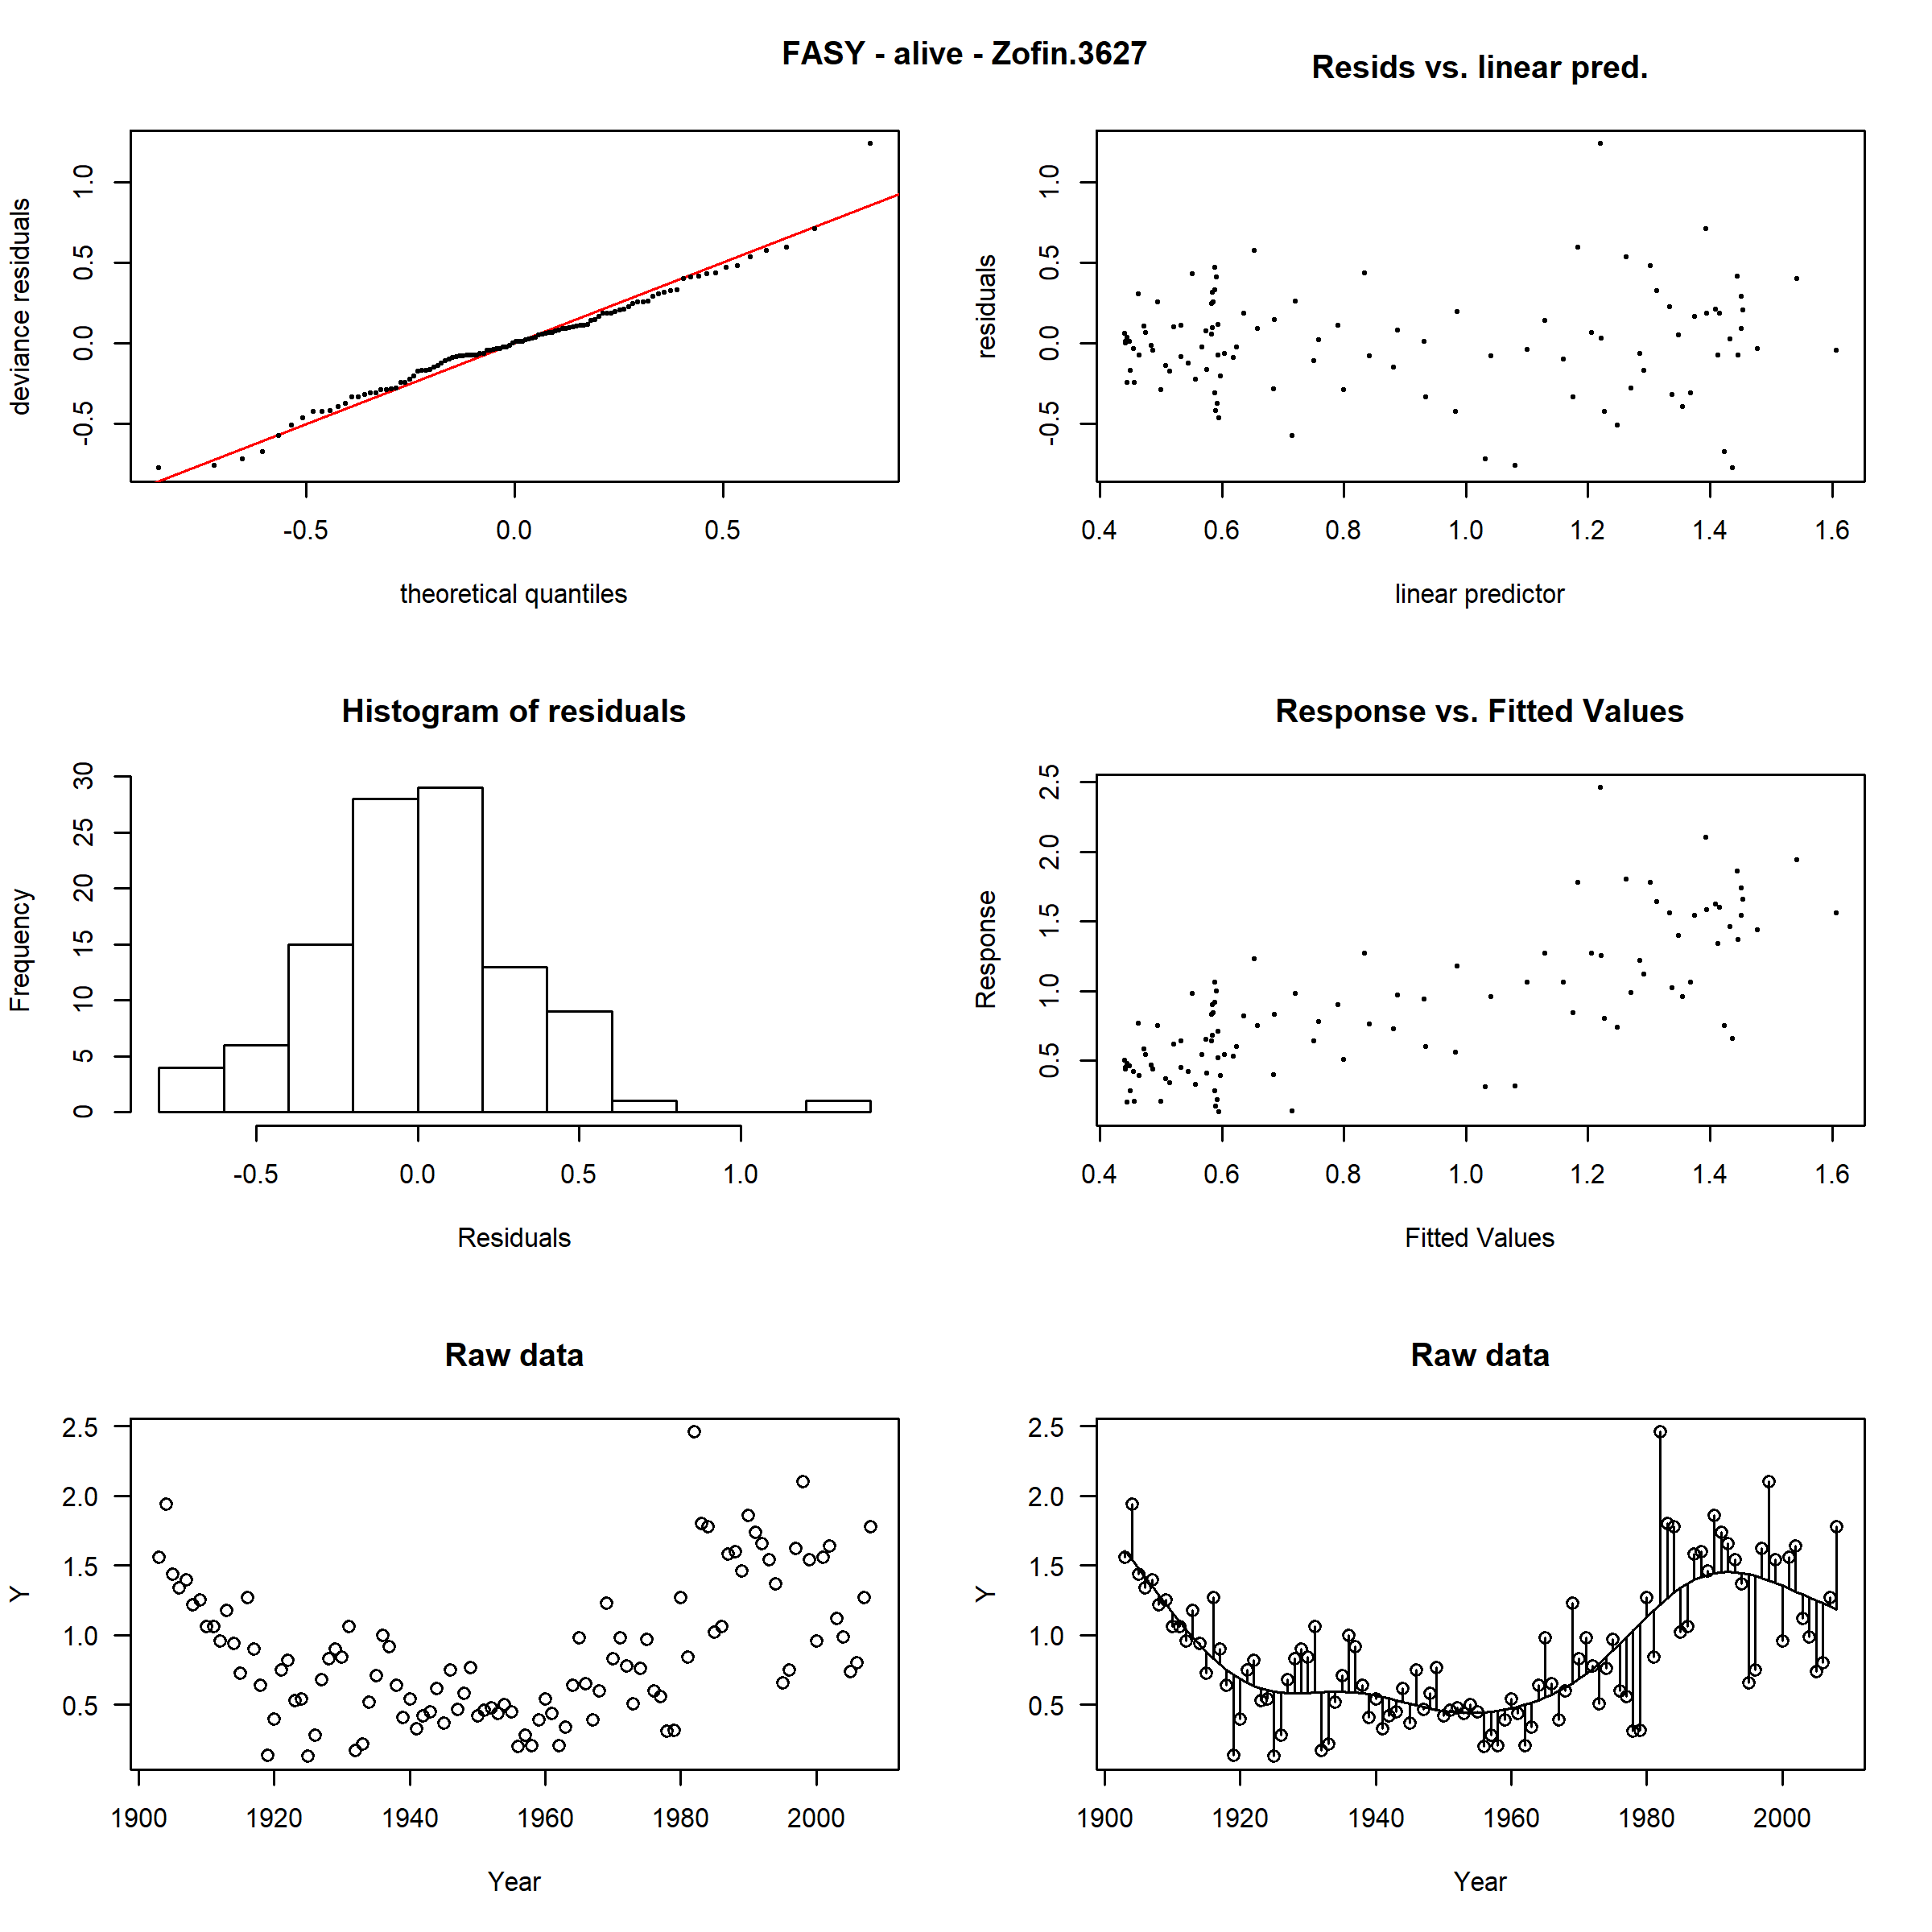 FASY - alive - Zofin.3627
Resids vs. linear pred.
deviance residuals
1.0
0.5
0.0
-0.5
-0.5 0.0 0.5
theoretical quantiles
residuals
1.0
0.5
0.0
-0.5
0.4 0.6 0.8 1.0 1.2 1.4 1.6
linear predictor
Histogram of residuals
Frequency
30
25
20
15
10
5
0
-0.5 0.0 0.5 1.0
Residuals
Response vs. Fitted Values
Response
2.5
2.0
1.5
1.0
0.5
0.4 0.6 0.8 1.0 1.2 1.4 1.6
Fitted Values
Raw data
Y
2.5
2.0
1.5
1.0
0.5
1900 1920 1940 1960 1980 2000
Year
Raw data
Y
2.5
2.0
1.5
1.0
0.5
1900 1920 1940 1960 1980 2000
Year